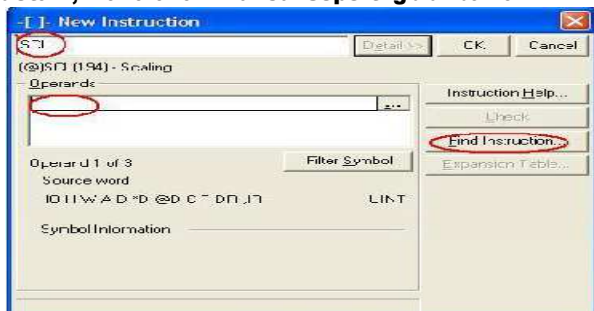 -[ ]- New Instruction
Detail >> OK Cancel
(@)SCL (194) - Scaling
Operands
Instruction Help...
...
Check
Find Instruction...
Operand 1 of 3 Filter Symbol Expansion Table...
Source word
UINT
Symbol Information